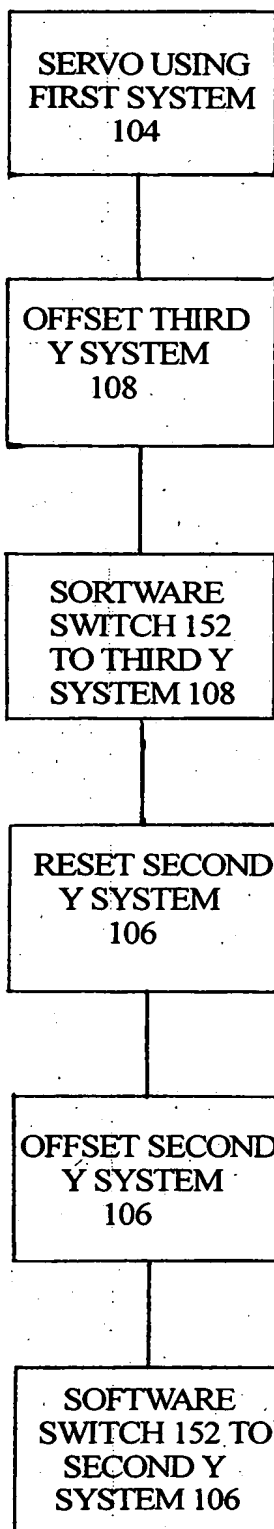 SERVO USING
FIRST SYSTEM
104
OFFSET THIRD
Y SYSTEM
108
SORTWARE
SWITCH 152
TO THIRD Y
SYSTEM 108
RESET SECOND
Y SYSTEM
106
OFFSET SECOND
Y SYSTEM
106
SOFTWARE
SWITCH 152 TO
SECOND Y
SYSTEM 106